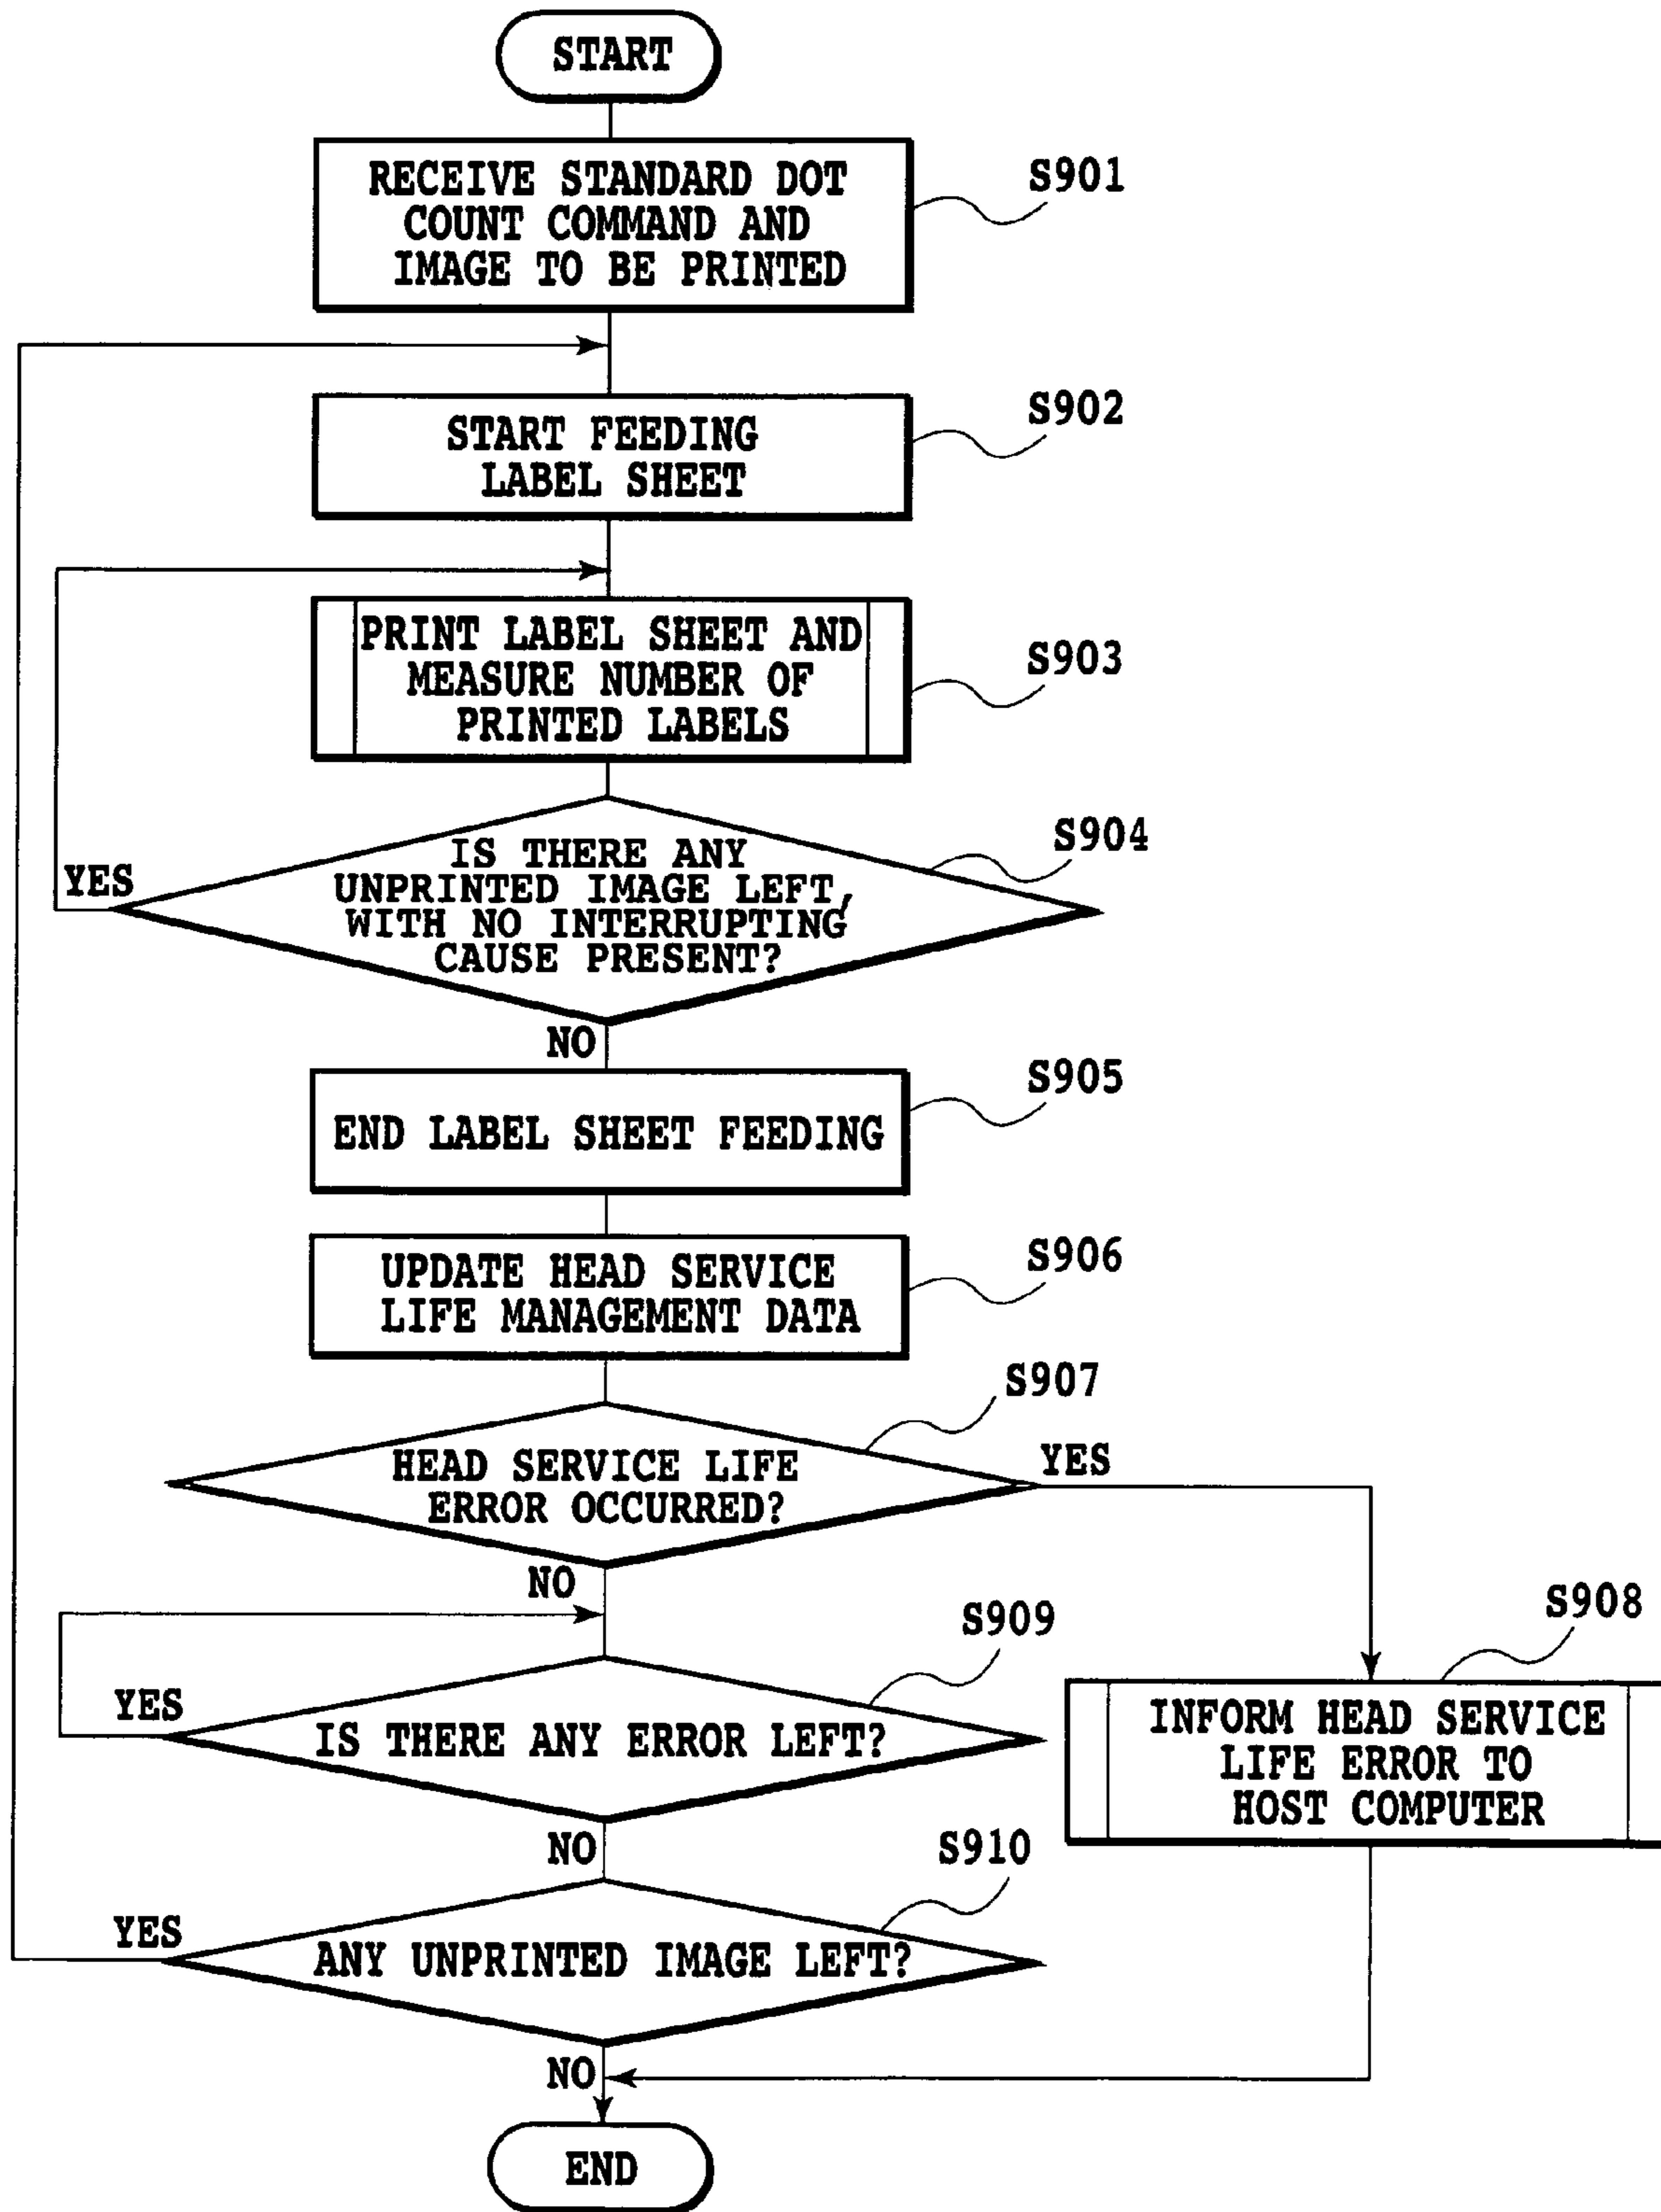 START
RECEIVE STANDARD DOT
COUNT COMMAND AND
IMAGE TO BE PRINTED
S901
START FEEDING
LABEL SHEET
S902
PRINT LABEL SHEET AND
MEASURE NUMBER OF
PRINTED LABELS
S903
IS THERE ANY
UNPRINTED IMAGE LEFT,
WITH NO INTERRUPTING
CAUSE PRESENT?
S904
YES
NO
END LABEL SHEET FEEDING
S905
UPDATE HEAD SERVICE
LIFE MANAGEMENT DATA
S906
HEAD SERVICE LIFE
ERROR OCCURRED?
S907
YES
NO
S909
S908
YES
IS THERE ANY ERROR LEFT?
INFORM HEAD SERVICE
LIFE ERROR TO
HOST COMPUTER
NO
S910
YES
ANY UNPRINTED IMAGE LEFT?
NO
END